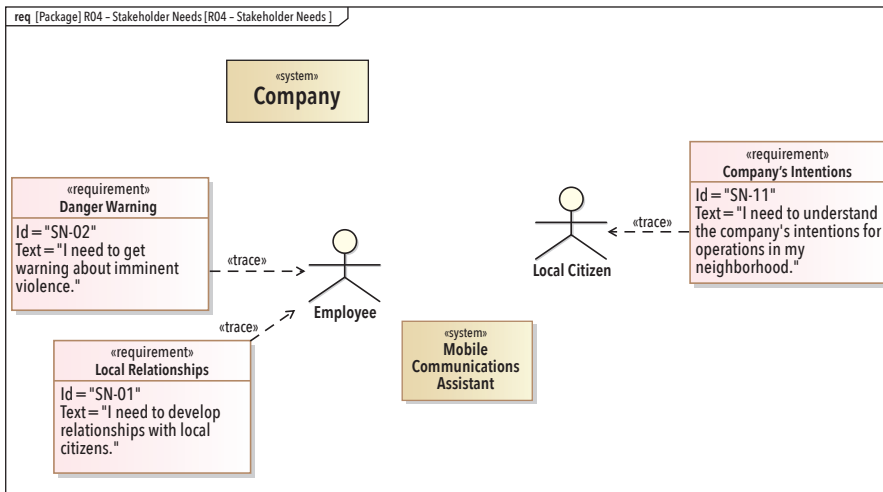 req [Package] R04 – Stakeholder Needs [R04 – Stakeholder Needs ]
«system»
Company
«requirement»
Company's Intentions
Id = "SN-11"
Text = "I need to understand
the company's intentions for
operations in my
neighborhood."
«trace»
Local Citizen
«requirement»
Danger Warning
Id = "SN-02"
Text = "I need to get
warning about imminent
violence."
«trace»
Employee
«trace»
«requirement»
Local Relationships
Id = "SN-01"
Text = "I need to develop
relationships with local
citizens."
«system»
Mobile
Communications
Assistant